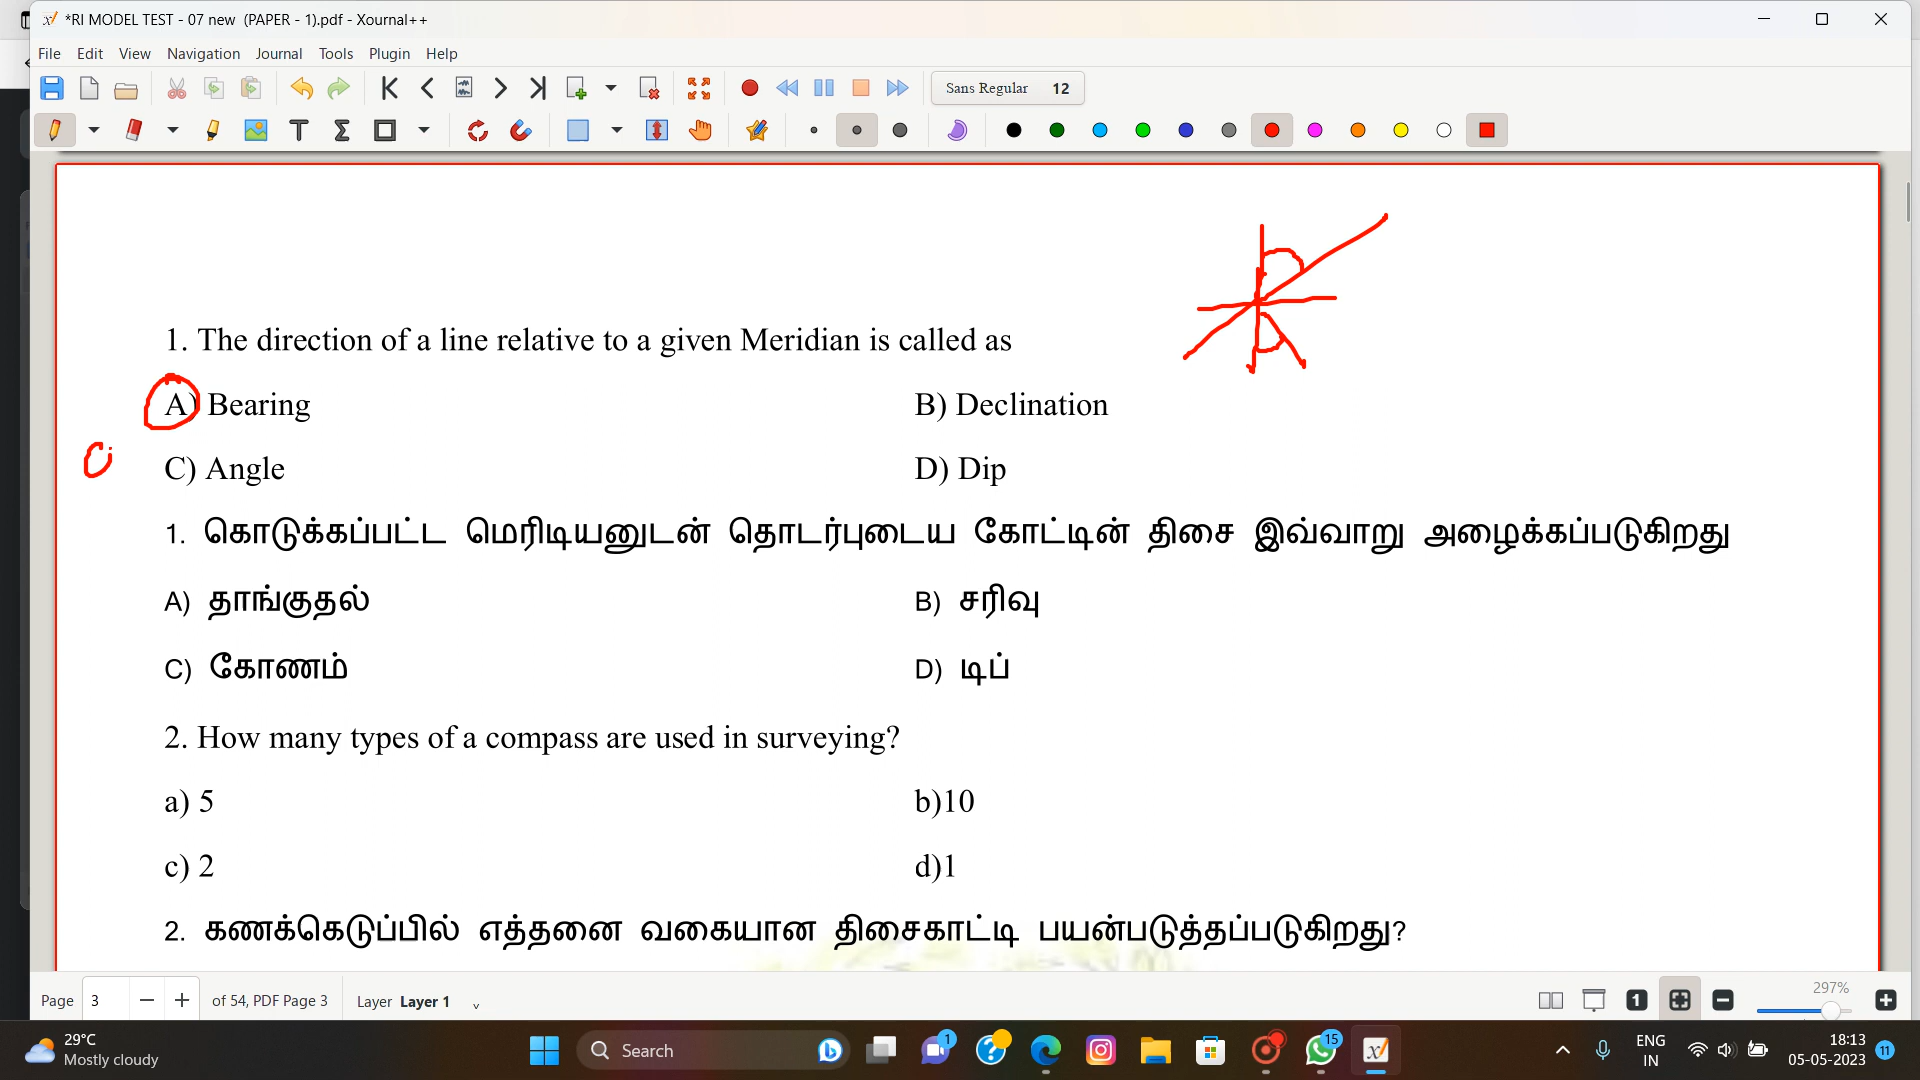 *RI MODEL TEST - 07 new (PAPER - 1).pdf - Xournal++
File Edit View Navigation Journal Tools Plugin Help
Sans Regular 12
1. The direction of a line relative to a given Meridian is called as
A) Bearing B) Declination
C) Angle D) Dip
1. கொடுக்கப்பட்ட மெரிடியனுடன் தொடர்புடைய கோட்டின் திசை இவ்வாறு அழைக்கப்படுகிறது
A) தாங்குதல் B) சரிவு
C) கோணம் D) டிப்
2. How many types of a compass are used in surveying?
a) 5 b)10
c) 2 d)1
2. கணக்கெடுப்பில் எத்தனை வகையான திசைகாட்டி பயன்படுத்தப்படுகிறது?
297%
Page 3 of 54, PDF Page 3 Layer Layer 1
29°C
Mostly cloudy
Search
1
15
ENG
IN
18:13
05-05-2023
11